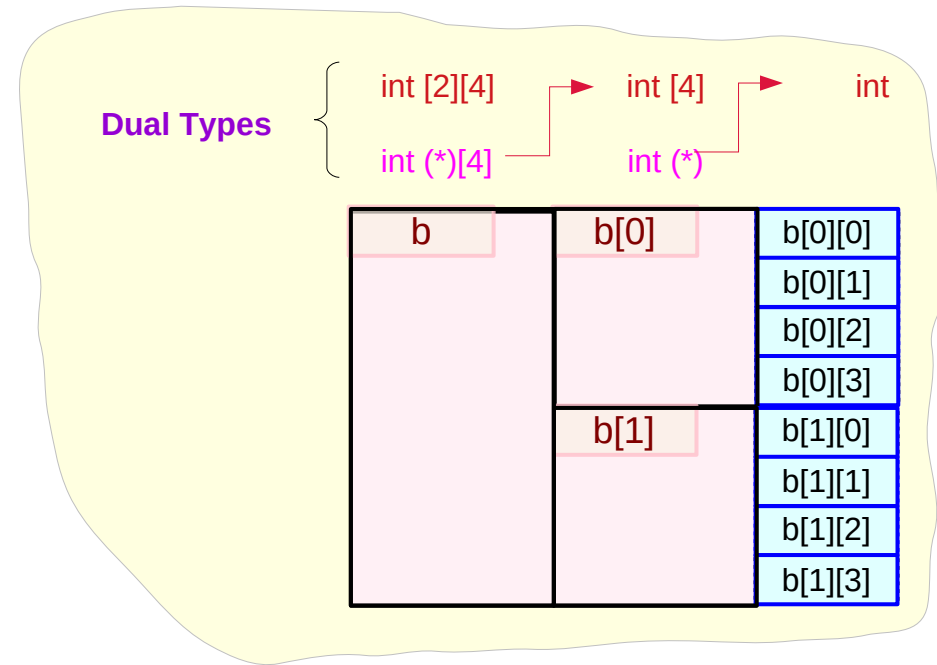 int [2][4] int [4] int
Dual Types
int (*)[4] int (*)
b b[0] b[0][0]
b[0][1]
b[0][2]
b[0][3]
b[1] b[1][0]
b[1][1]
b[1][2]
b[1][3]